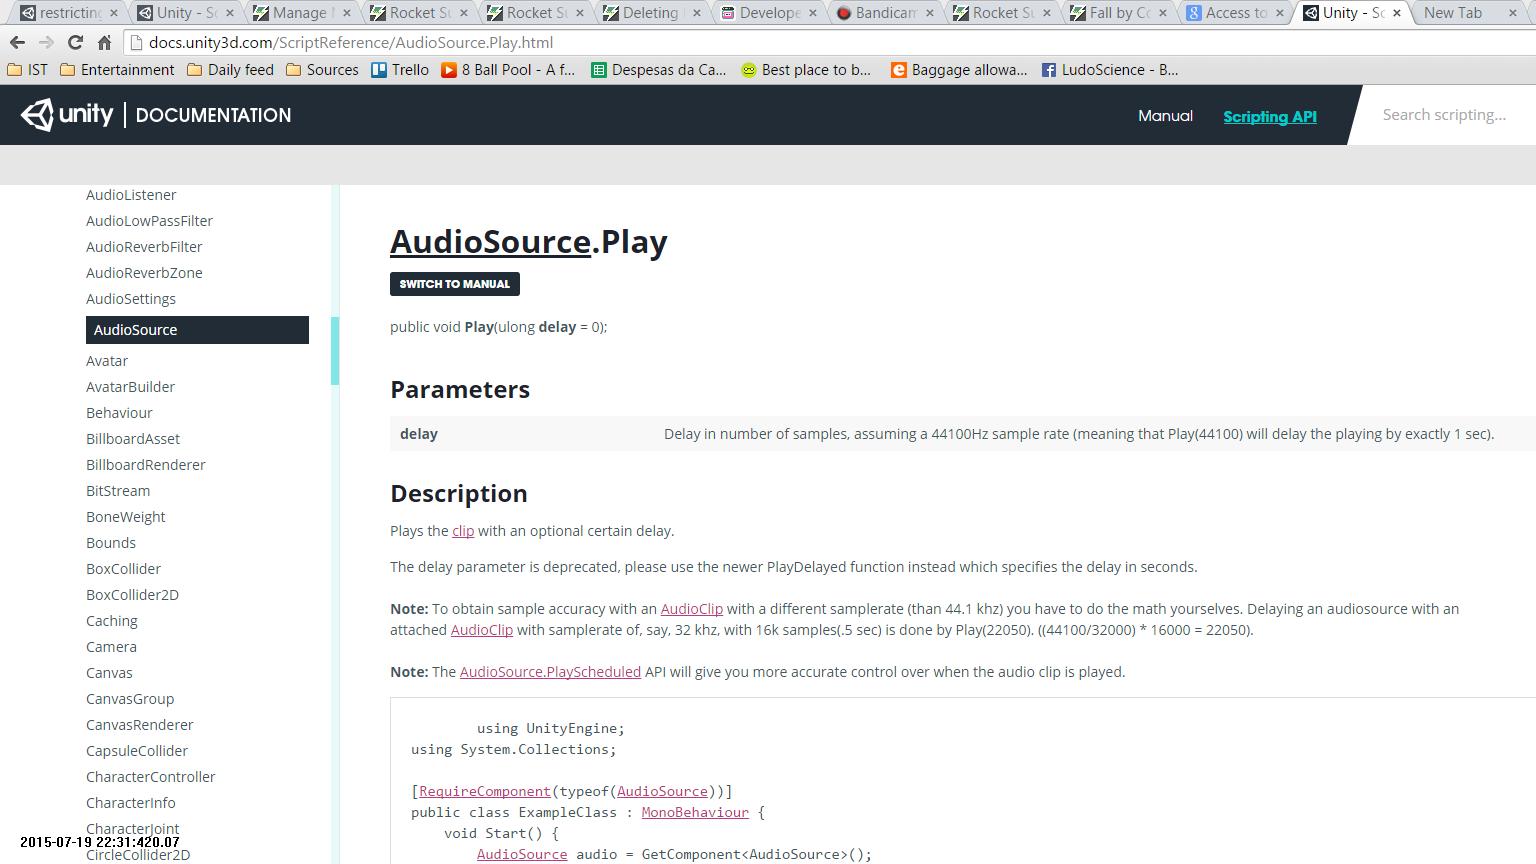 restricting Unity - Sc Manage Rocket Su Rocket Su Deleting Develope Bandicam Rocket Su Fall by Co Access to Unity - Sc New Tab
docs.unity3d.com/ScriptReference/AudioSource.Play.html
IST Entertainment Daily feed Sources Trello 8 Ball Pool - A f... Despesas da Ca... Best place to b... Baggage allowa... LudoScience - B...
unity DOCUMENTATION Manual Scripting API Search scripting...
AudioListener
AudioLowPassFilter
AudioReverbFilter
AudioReverbZone
AudioSettings
AudioSource
Avatar
AvatarBuilder
Behaviour
BillboardAsset
BillboardRenderer
BitStream
BoneWeight
Bounds
BoxCollider
BoxCollider2D
Caching
Camera
Canvas
CanvasGroup
CanvasRenderer
CapsuleCollider
CharacterController
CharacterInfo
CharacterJoint
CircleCollider2D
AudioSource.Play
SWITCH TO MANUAL
public void Play(ulong delay = 0);
Parameters
delay Delay in number of samples, assuming a 44100Hz sample rate (meaning that Play(44100) will delay the playing by exactly 1 sec).
Description
Plays the clip with an optional certain delay.
The delay parameter is deprecated, please use the newer PlayDelayed function instead which specifies the delay in seconds.
Note: To obtain sample accuracy with an AudioClip with a different samplerate (than 44.1 khz) you have to do the math yourselves. Delaying an audiosource with an
attached AudioClip with samplerate of, say, 32 khz, with 16k samples(.5 sec) is done by Play(22050). ((44100/32000) * 16000 = 22050).
Note: The AudioSource.PlayScheduled API will give you more accurate control over when the audio clip is played.
using UnityEngine;
using System.Collections;
[RequireComponent(typeof(AudioSource))]
public class ExampleClass : MonoBehaviour {
void Start() {
AudioSource audio = GetComponent<AudioSource>();
2015-07-19 22:31:420.07